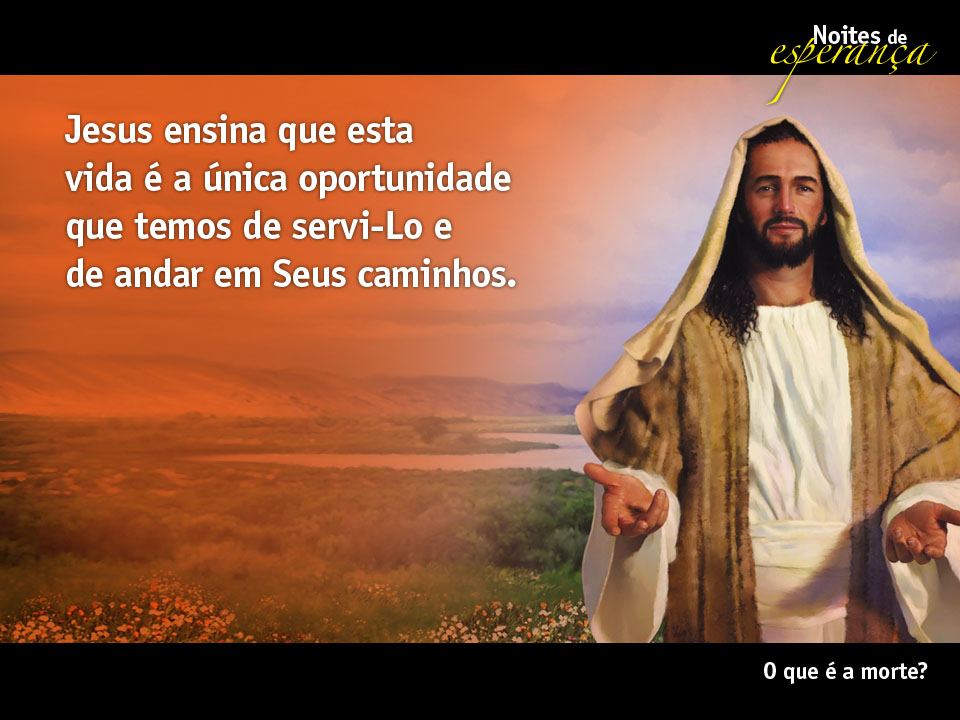 Noites de
esperança
Jesus ensina que esta
vida é a única oportunidade
que temos de servi-Lo e
de andar em Seus caminhos.
O que é a morte?